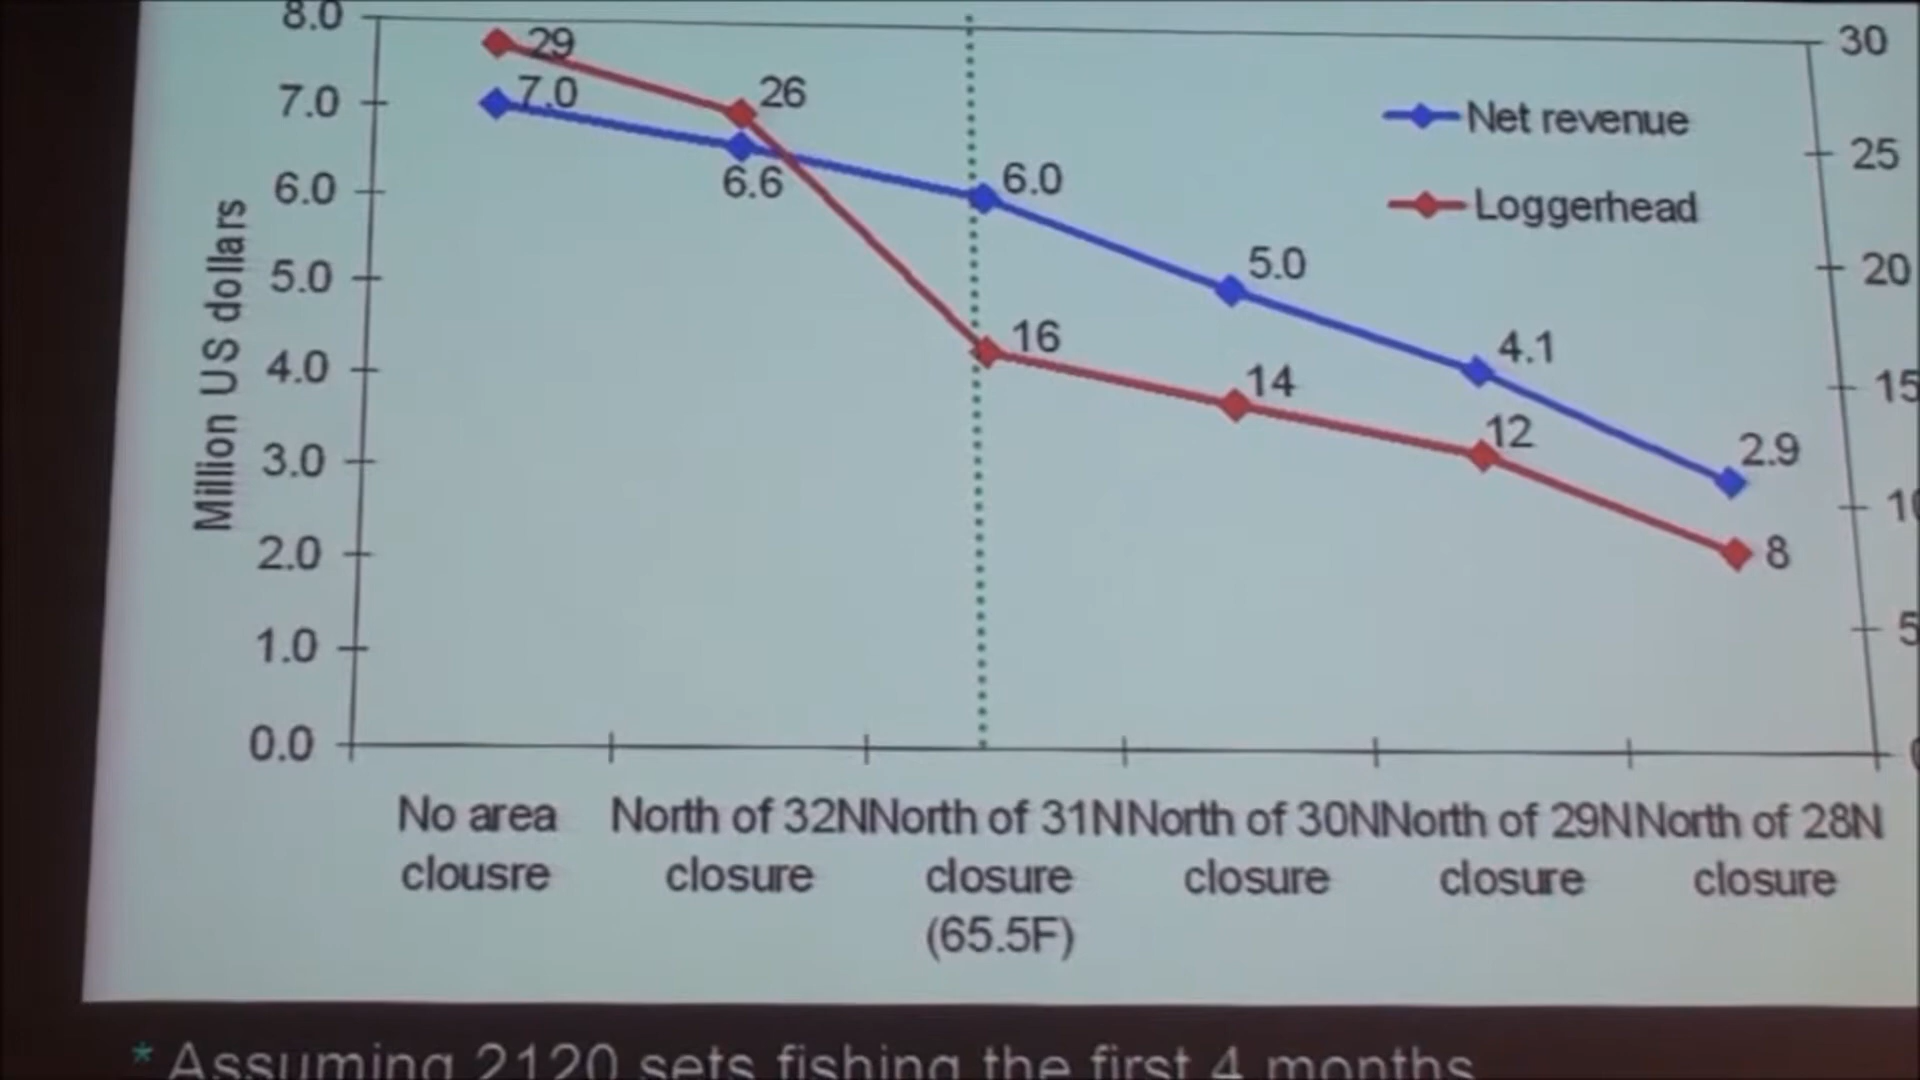 8.0
7.0
6.0
5.0
4.0
3.0
2.0
1.0
0.0
Million US dollars
29
7.0
26
6.6
6.0
16
5.0
14
4.1
12
2.9
8
Net revenue
Loggerhead
30
25
20
15
10
5
No area clousre
North of 32N closure
North of 31N closure (65.5F)
North of 30N closure
North of 29N closure
North of 28N closure
* Assuming 2120 sets fishing the first 4 months